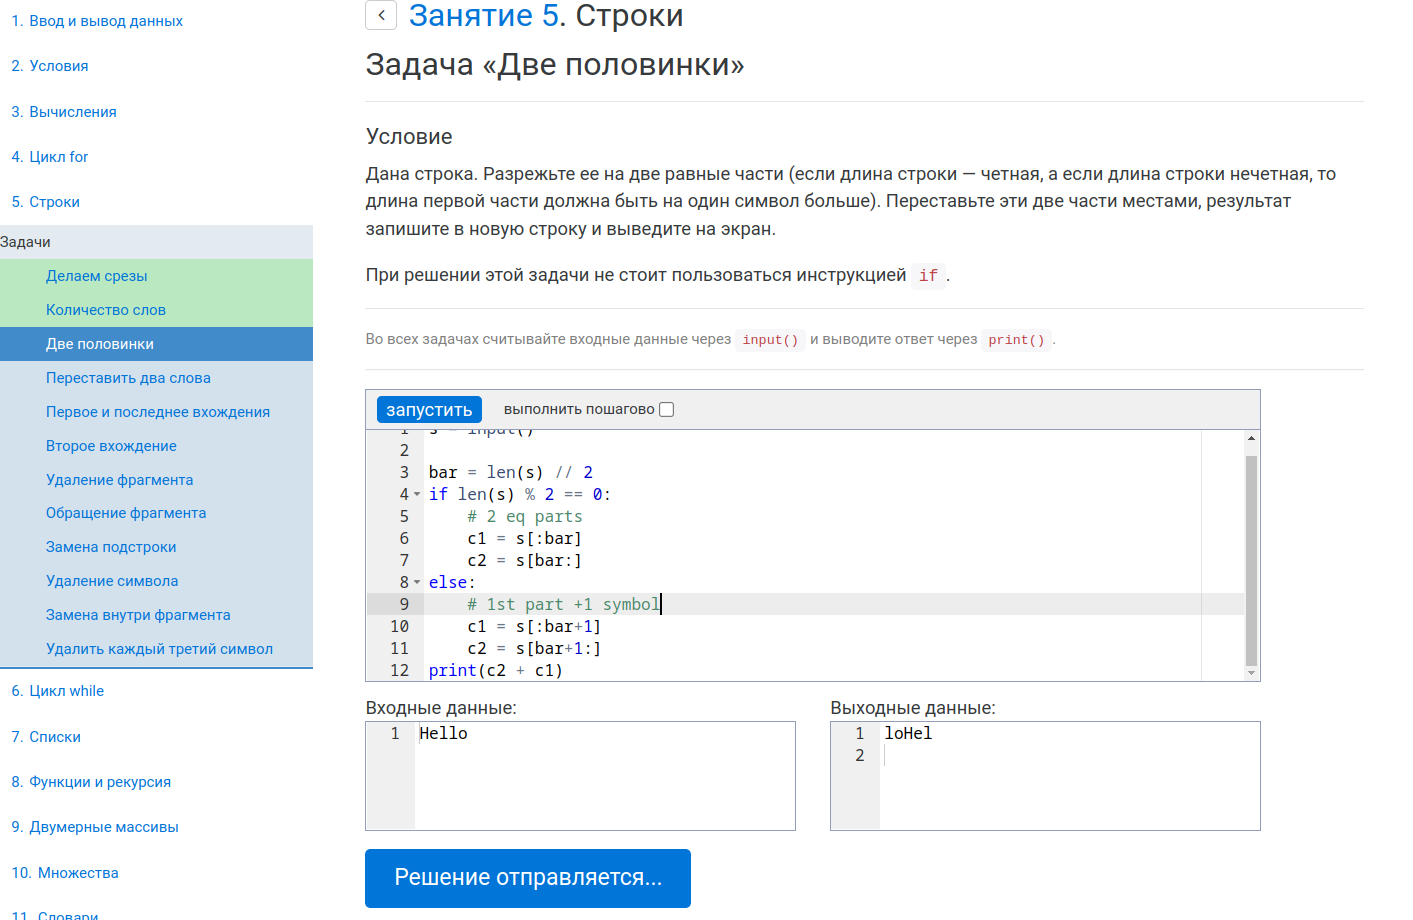 1. Ввод и вывод данных
2. Условия
3. Вычисления
4. Цикл for
5. Строки
Задачи
Делаем срезы
Количество слов
Две половинки
Переставить два слова
Первое и последнее вхождения
Второе вхождение
Удаление фрагмента
Обращение фрагмента
Замена подстроки
Удаление символа
Замена внутри фрагмента
Удалить каждый третий символ
6. Цикл while
7. Списки
8. Функции и рекурсия
9. Двумерные массивы
10. Множества
11. Словари
Занятие 5. Строки
Задача «Две половинки»
Условие
Дана строка. Разрежьте ее на две равные части (если длина строки — четная, а если длина строки нечетная, то
длина первой части должна быть на один символ больше). Переставьте эти две части местами, результат
запишите в новую строку и выведите на экран.
При решении этой задачи не стоит пользоваться инструкцией if.
Во всех задачах считывайте входные данные через input() и выводите ответ через print().
запустить выполнить пошагово
1 s = input()
2
3 bar = len(s) // 2
4 if len(s) % 2 == 0:
5 # 2 eq parts
6 c1 = s[:bar]
7 c2 = s[bar:]
8 else:
9 # 1st part +1 symbol
10 c1 = s[:bar+1]
11 c2 = s[bar+1:]
12 print(c2 + c1)
Входные данные:
1 Hello
Выходные данные:
1 loHel
2
Решение отправляется...